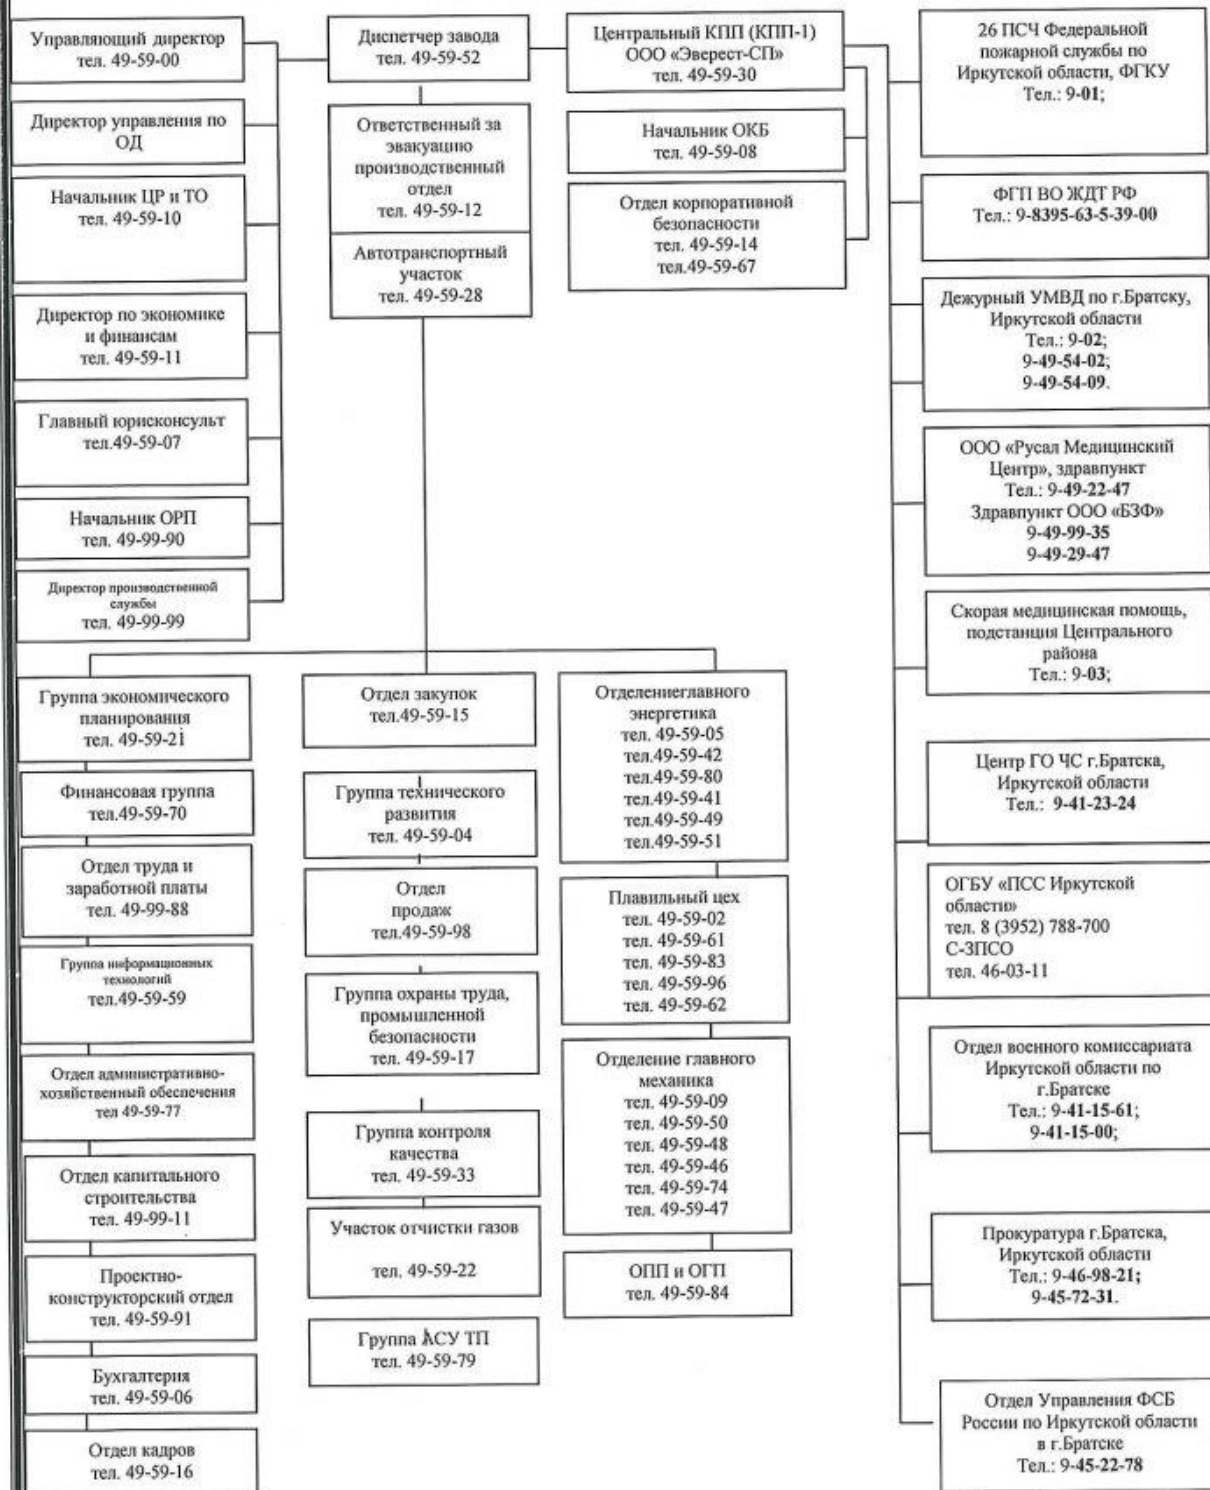 Управляющий директор
тел. 49-59-00
Директор управления по
ОД
Начальник ЦР и ТО
тел. 49-59-10
Директор по экономике
и финансам
тел. 49-59-11
Главный юрисконсульт
тел.49-59-07
Начальник ОРП
тел. 49-99-90
Директор производственной
службы
тел. 49-99-99
Диспетчер завода
тел. 49-59-52
Ответственный за
эвакуацию
производственный
отдел
тел. 49-59-12
Автотранспортный
участок
тел. 49-59-28
Центральный КПП (КПП-1)
ООО «Эверест-СП»
тел. 49-59-30
Начальник ОКБ
тел. 49-59-08
Отдел корпоративной
безопасности
тел. 49-59-14
тел.49-59-67
26 ПСЧ Федеральной
пожарной службы по
Иркутской области, ФГКУ
Тел.: 9-01;
ФГП ВО ЖДТ РФ
Тел.: 9-8395-63-5-39-00
Дежурный УМВД по г.Братску,
Иркутской области
Тел.: 9-02;
9-49-54-02;
9-49-54-09.
ООО «Русал Медицинский
Центр», здравпункт
Тел.: 9-49-22-47
Здравпункт ООО «БЗФ»
9-49-99-35
9-49-29-47
Скорая медицинская помощь,
подстанция Центрального
района
Тел.: 9-03;
Центр ГО ЧС г.Братска,
Иркутской области
Тел.: 9-41-23-24
ОГБУ «ПСС Иркутской
области»
тел. 8 (3952) 788-700
С-ЗПСО
тел. 46-03-11
Отдел военного комиссариата
Иркутской области по
г.Братске
Тел.: 9-41-15-61;
9-41-15-00;
Прокуратура г.Братска,
Иркутской области
Тел.: 9-46-98-21;
9-45-72-31.
Отдел Управления ФСБ
России по Иркутской области
в г.Братске
Тел.: 9-45-22-78
Группа экономического
планирования
тел. 49-59-21
Финансовая группа
тел.49-59-70
Отдел труда и
заработной платы
тел. 49-99-88
Группа информационных
технологий
тел.49-59-59
Отдел административно-
хозяйственный обеспечения
тел 49-59-77
Отдел капитального
строительства
тел. 49-99-11
Проектно-
конструкторский отдел
тел. 49-59-91
Бухгалтерия
тел. 49-59-06
Отдел кадров
тел. 49-59-16
Отдел закупок
тел.49-59-15
Группа технического
развития
тел. 49-59-04
Отдел
продаж
тел.49-59-98
Группа охраны труда,
промышленной
безопасности
тел. 49-59-17
Группа контроля
качества
тел. 49-59-33
Участок отчистки газов
тел. 49-59-22
Группа АСУ ТП
тел. 49-59-79
Отделениеглавного
энергетика
тел. 49-59-05
тел.49-59-42
тел.49-59-80
тел.49-59-41
тел.49-59-49
тел.49-59-51
Плавильный цех
тел. 49-59-02
тел. 49-59-61
тел. 49-59-83
тел. 49-59-96
тел. 49-59-62
Отделение главного
механика
тел. 49-59-09
тел. 49-59-50
тел. 49-59-48
тел. 49-59-46
тел. 49-59-74
тел. 49-59-47
ОПП и ОГП
тел. 49-59-84